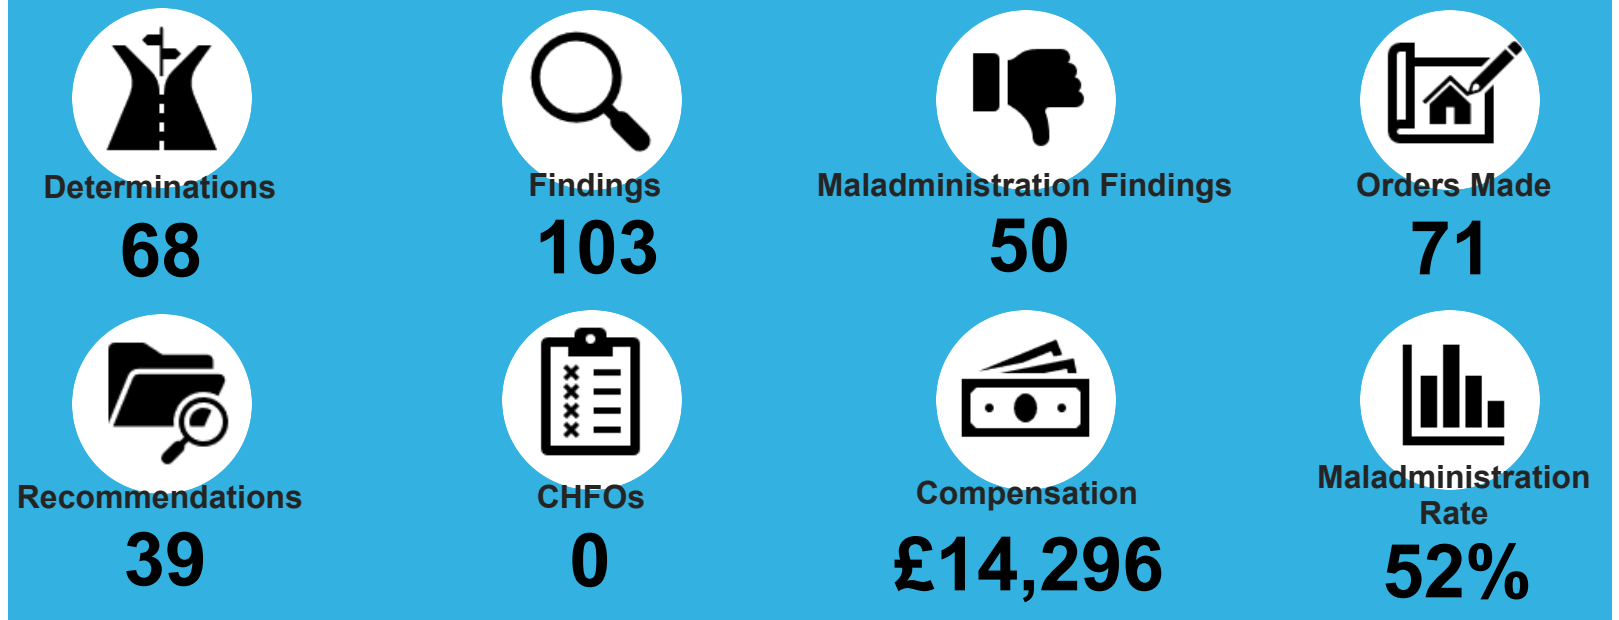 Determinations
68
Findings
103
Maladministration Findings
50
Orders Made
71
Recommendations
39
CHFOs
0
Compensation
£14,296
Maladministration
Rate
52%